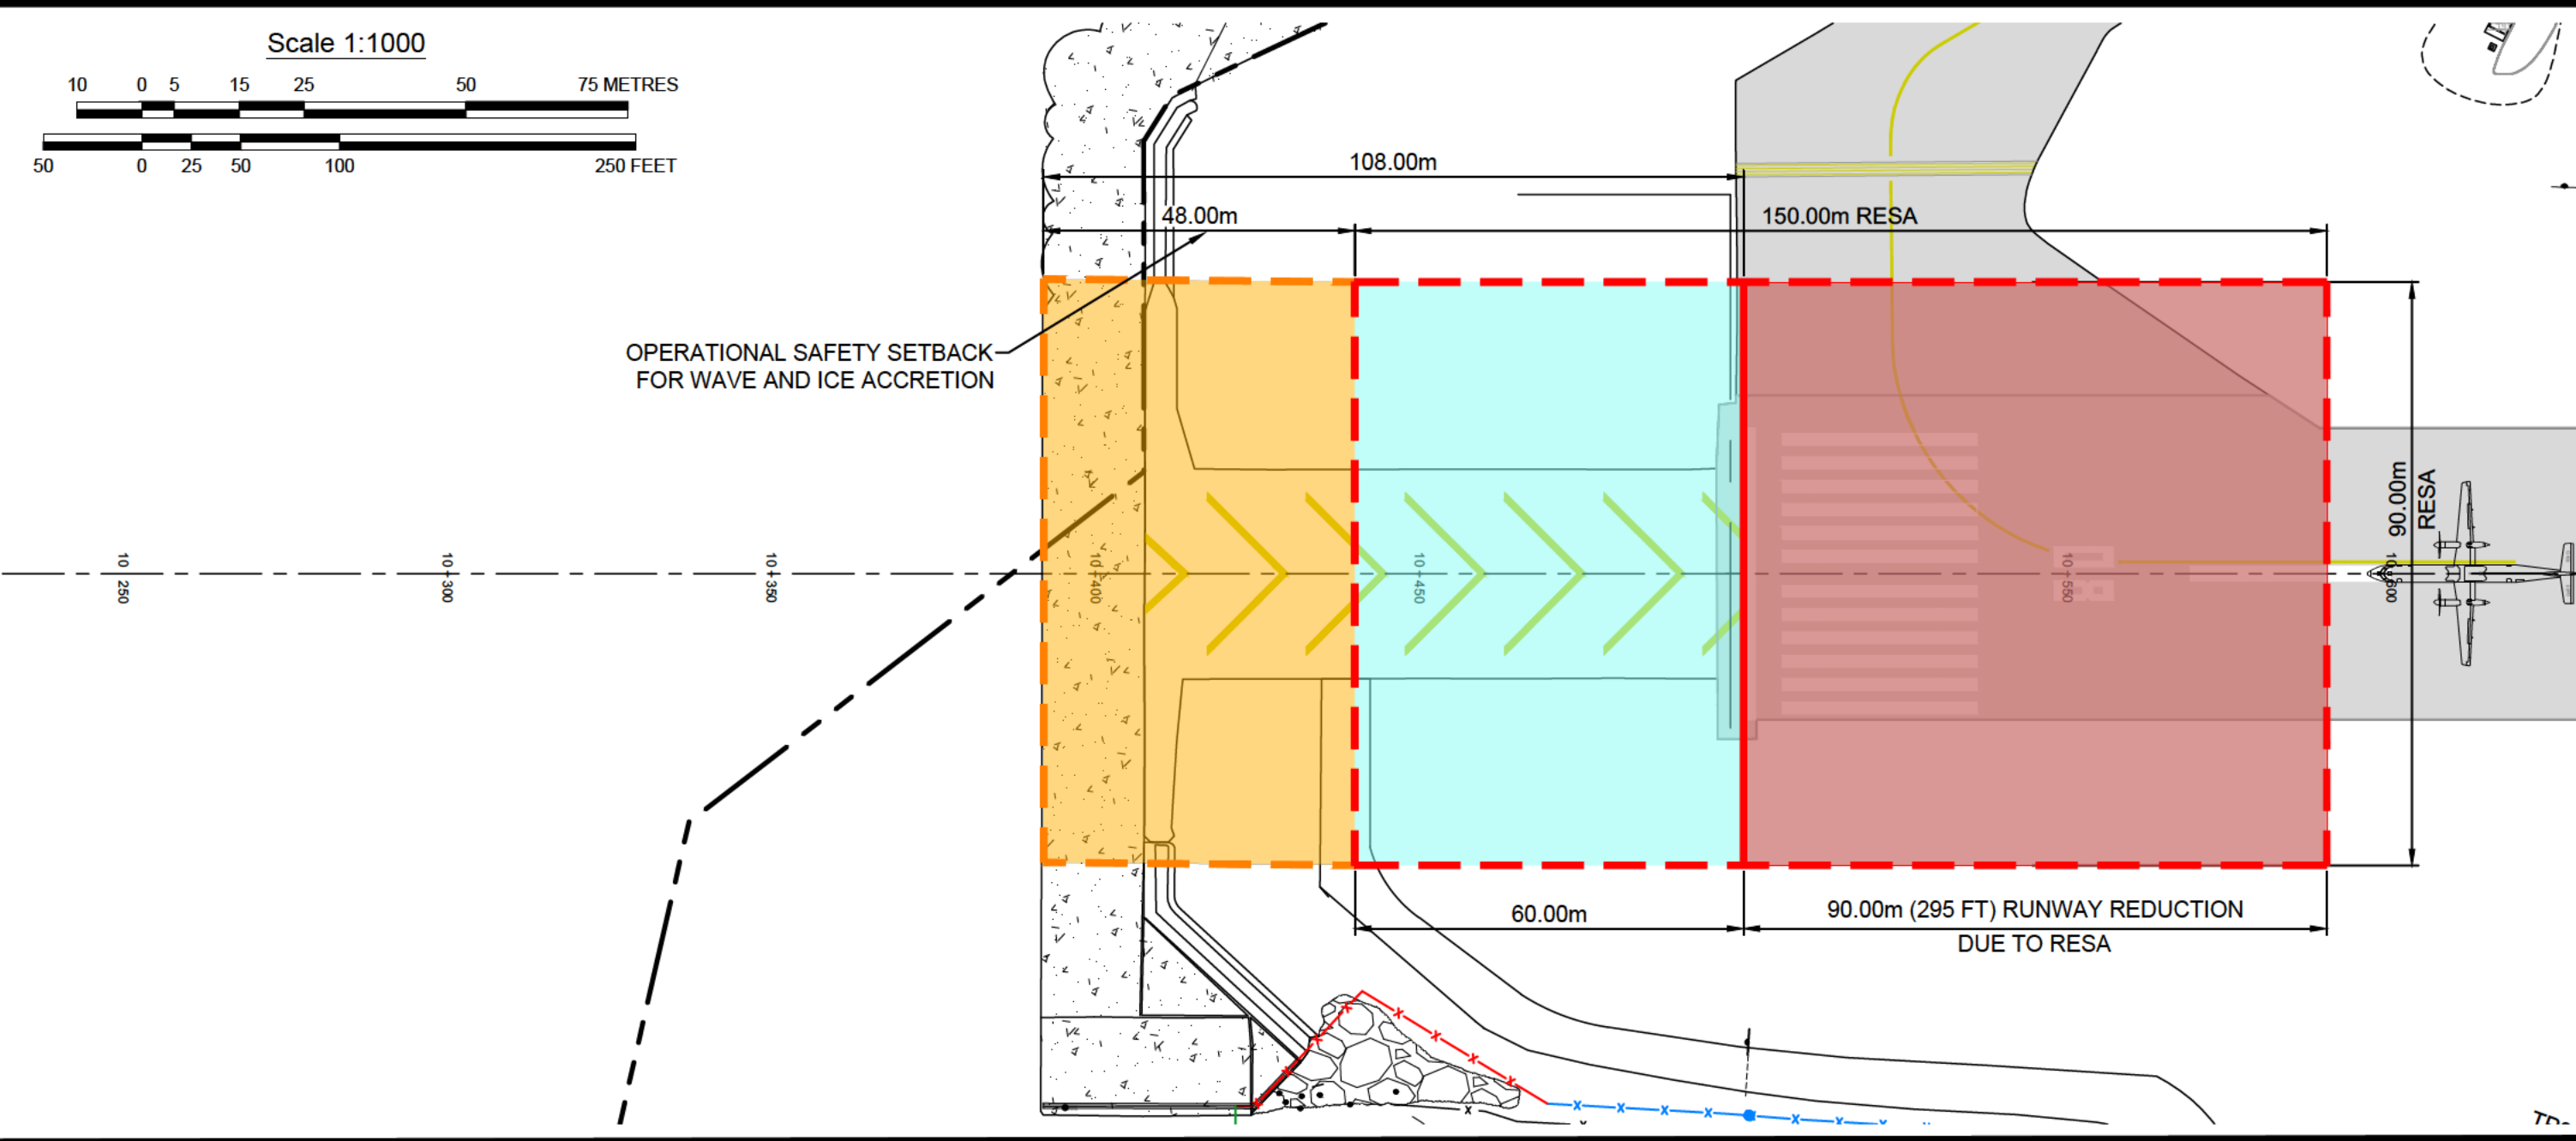 Scale 1:1000
10 0 5 15 25 50 75 METRES
50 0 25 50 100 250 FEET
108.00m
48.00m
150.00m RESA
OPERATIONAL SAFETY SETBACK
FOR WAVE AND ICE ACCRETION
90.00m
RESA
10 250
10+300
10+350
10+400
10+450
10+550
10+600
60.00m
90.00m (295 FT) RUNWAY REDUCTION
DUE TO RESA